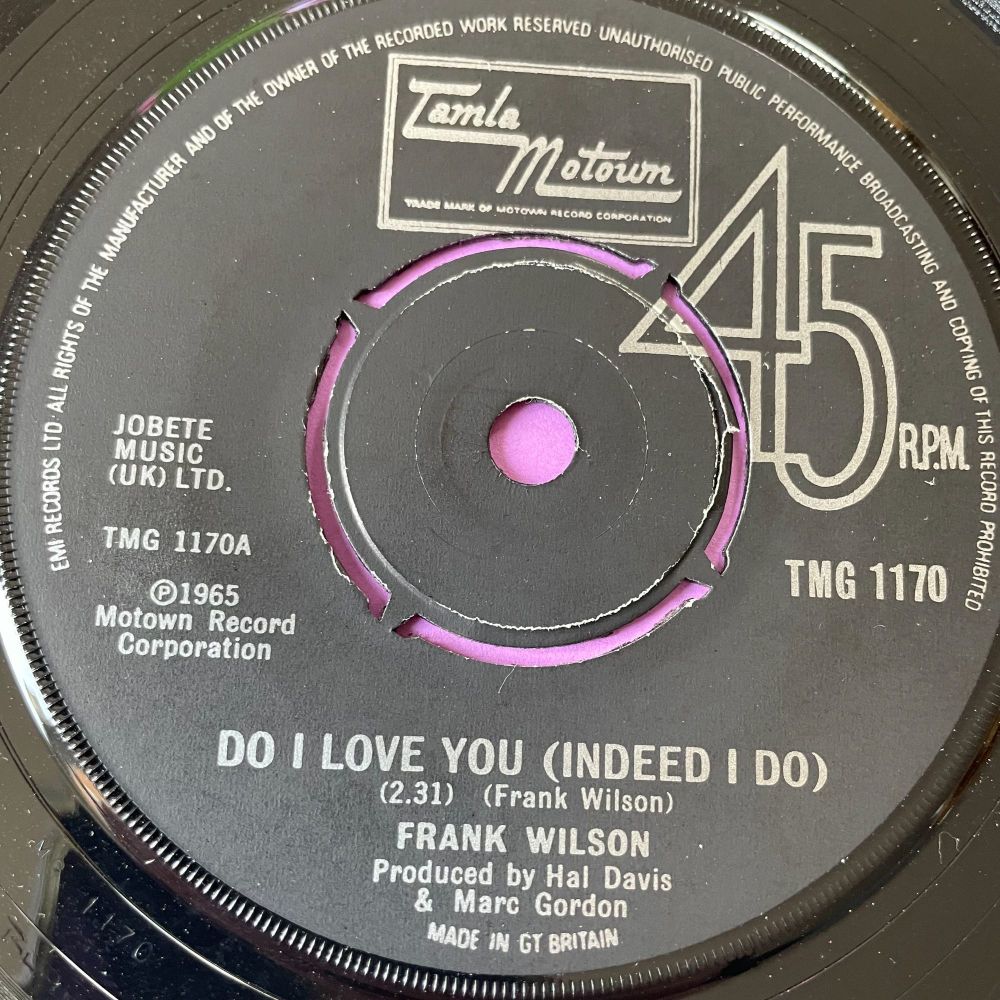 EMI RECORDS LTD ALL RIGHTS OF THE MANUFACTURER AND OF THE OWNER OF THE RECORDED WORK RESERVED UNAUTHORISED PUBLIC PERFORMANCE BROADCASTING AND COPYING OF THIS RECORD PROHIBITED
Tamla
Motown
TRADE MARK OF MOTOWN RECORD CORPORATION
45
R.P.M.
JOBETE
MUSIC
(UK) LTD.
TMG 1170A
Ⓟ1965
Motown Record
Corporation
TMG 1170
DO I LOVE YOU (INDEED I DO)
(2.31) (Frank Wilson)
FRANK WILSON
Produced by Hal Davis
& Marc Gordon
MADE IN GT BRITAIN
1170